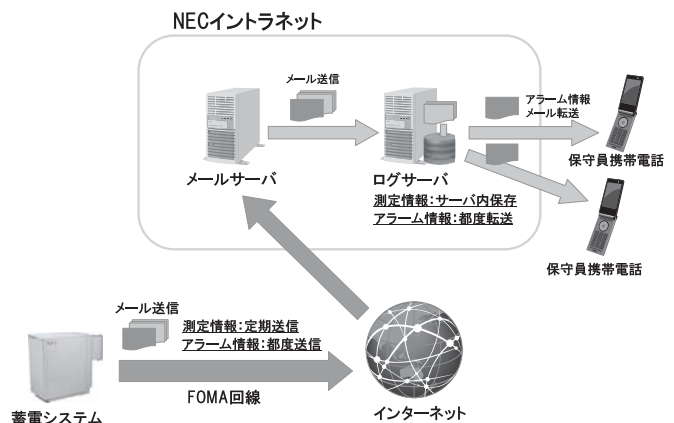 NECイントラネット
メール送信
アラーム情報
メール転送
保守員携帯電話
メールサーバ
ログサーバ
測定情報:サーバ内保存
アラーム情報:都度転送
保守員携帯電話
メール送信
測定情報:定期送信
アラーム情報:都度送信
FOMA回線
蓄電システム
インターネット